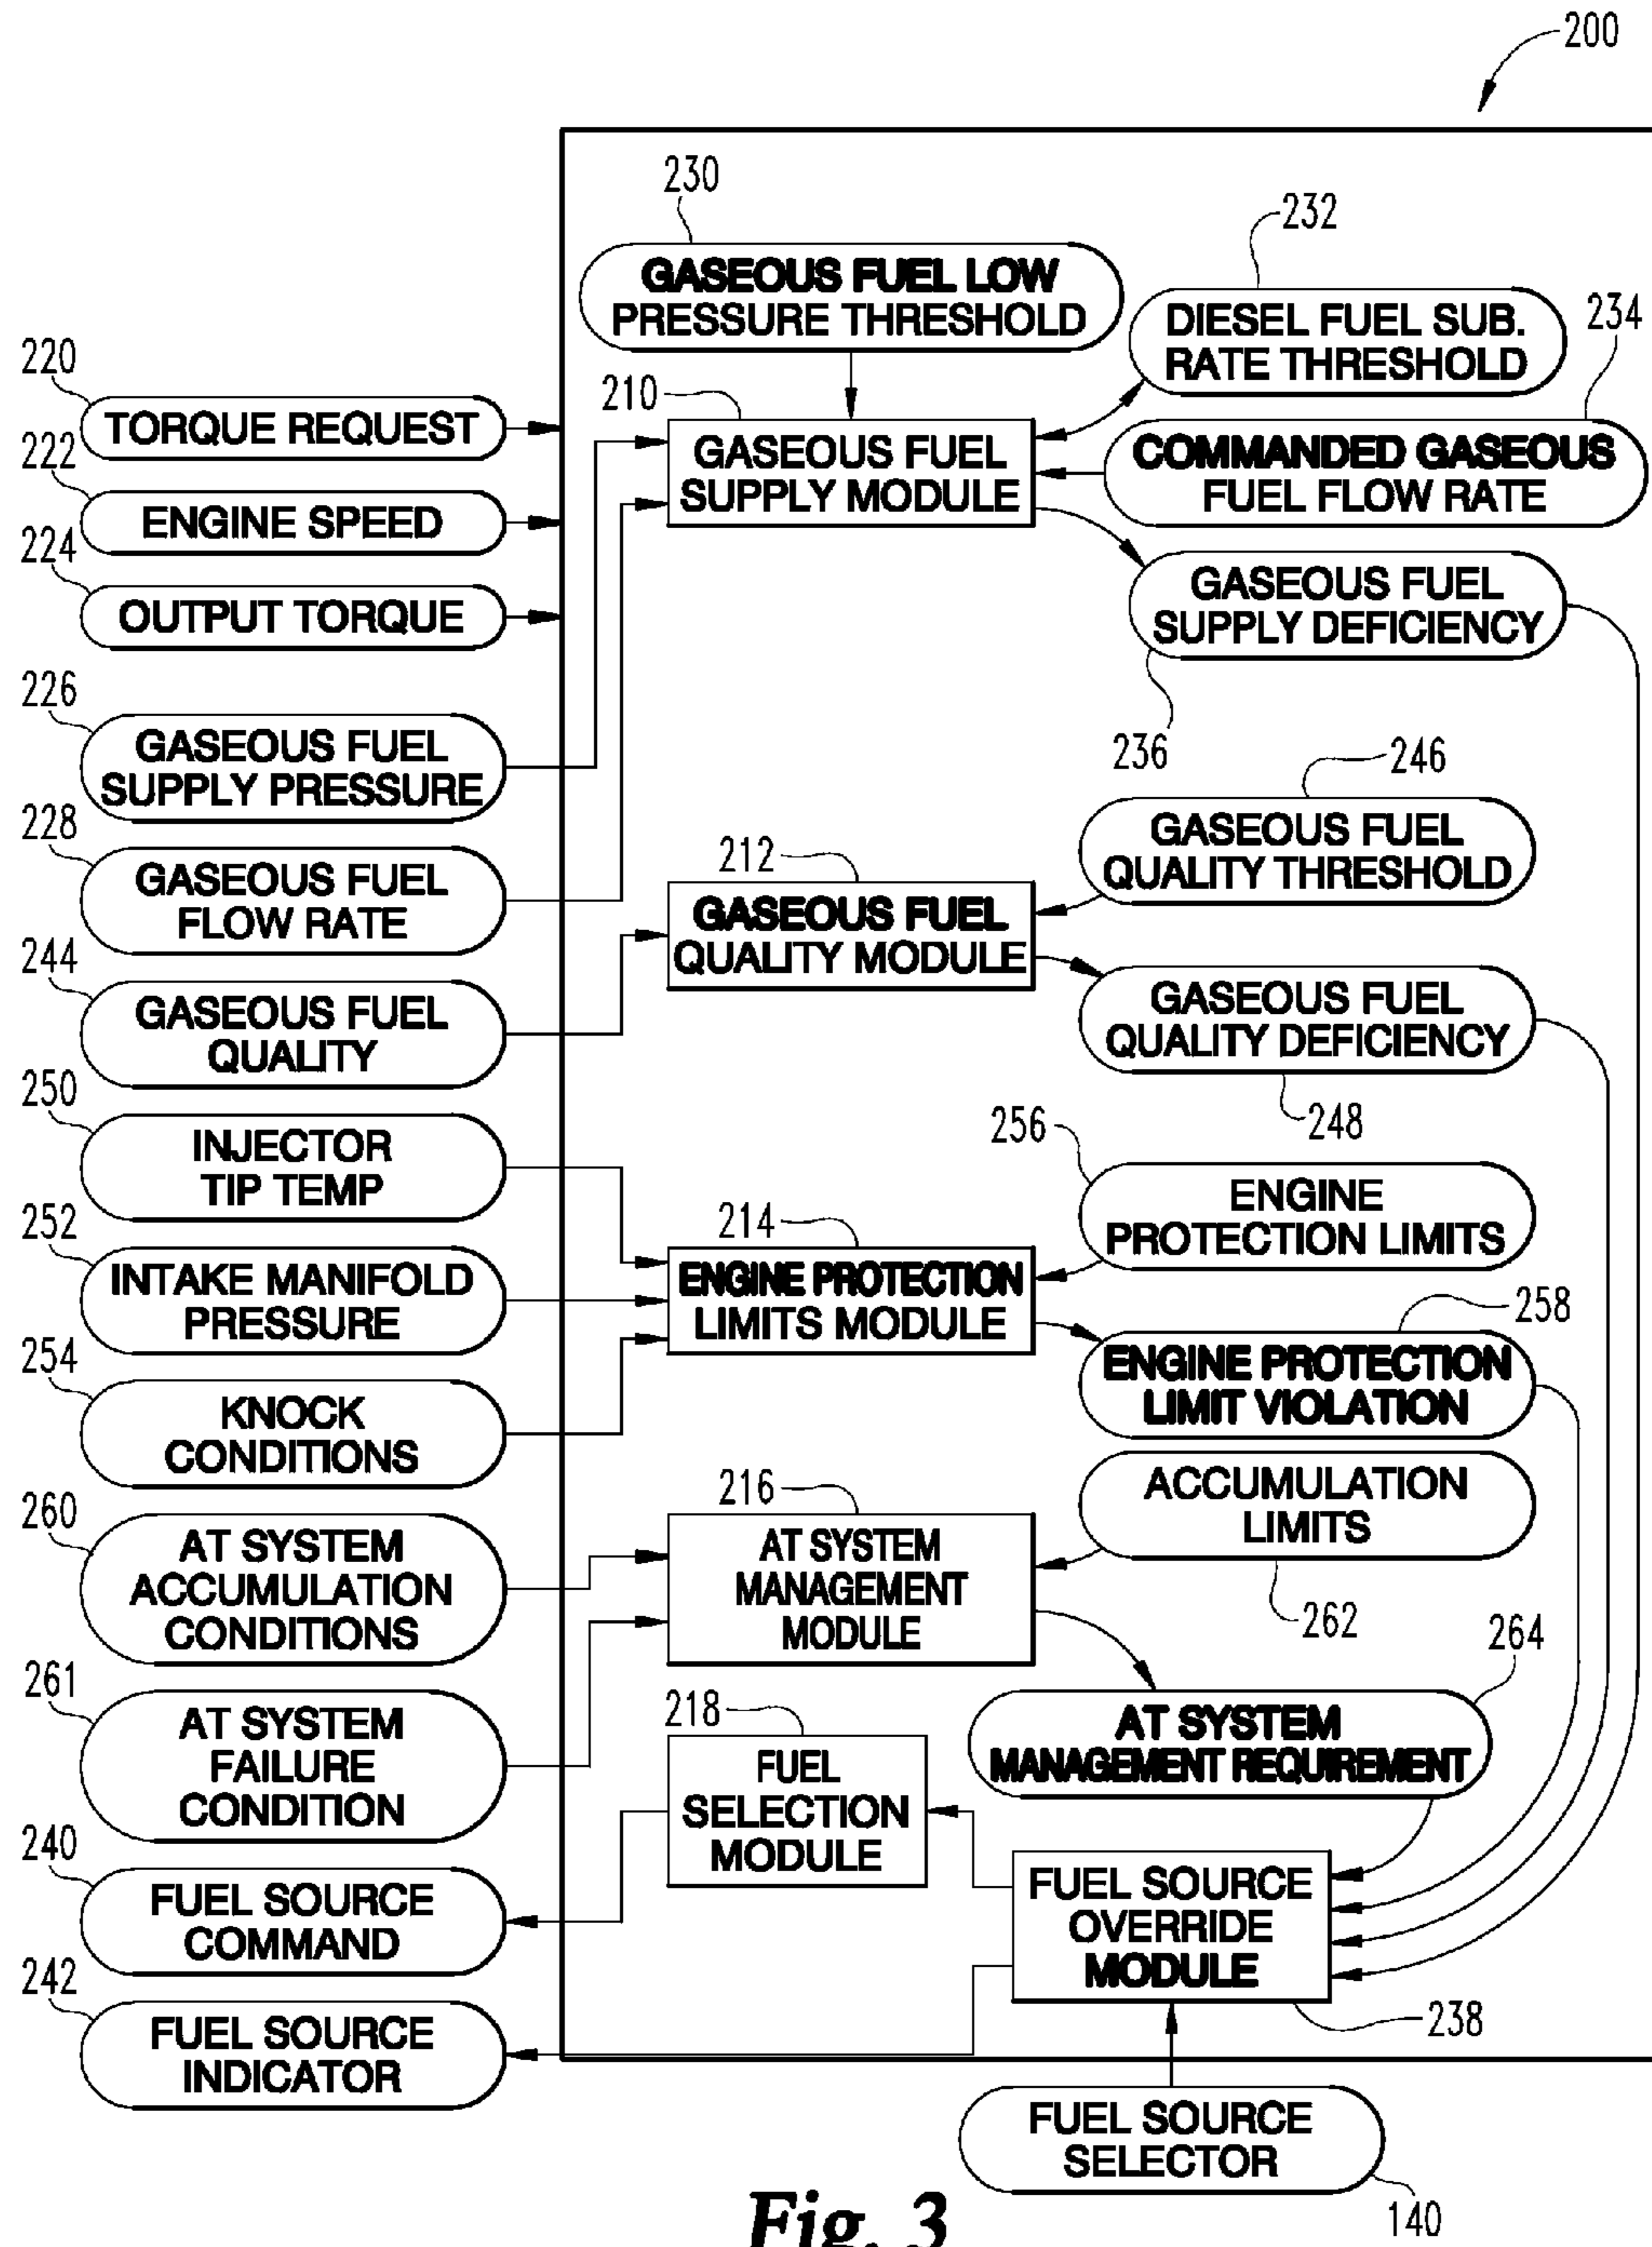 200
230
GASEOUS FUEL LOW
PRESSURE THRESHOLD
232
DIESEL FUEL SUB.
RATE THRESHOLD
234
COMMANDED GASEOUS
FUEL FLOW RATE
210
GASEOUS FUEL
SUPPLY MODULE
GASEOUS FUEL
SUPPLY DEFICIENCY
236
220
TORQUE REQUEST
222
ENGINE SPEED
224
OUTPUT TORQUE
226
GASEOUS FUEL
SUPPLY PRESSURE
228
GASEOUS FUEL
FLOW RATE
244
GASEOUS FUEL
QUALITY
246
GASEOUS FUEL
QUALITY THRESHOLD
212
GASEOUS FUEL
QUALITY MODULE
GASEOUS FUEL
QUALITY DEFICIENCY
248
250
INJECTOR
TIP TEMP
252
INTAKE MANIFOLD
PRESSURE
254
KNOCK
CONDITIONS
256
ENGINE
PROTECTION LIMITS
214
ENGINE PROTECTION
LIMITS MODULE
258
ENGINE PROTECTION
LIMIT VIOLATION
260
AT SYSTEM
ACCUMULATION
CONDITIONS
216
AT SYSTEM
MANAGEMENT
MODULE
ACCUMULATION
LIMITS
262
264
AT SYSTEM
MANAGEMENT REQUIREMENT
261
AT SYSTEM
FAILURE
CONDITION
218
FUEL
SELECTION
MODULE
240
FUEL SOURCE
COMMAND
FUEL SOURCE
OVERRIDE
MODULE
238
242
FUEL SOURCE
INDICATOR
FUEL SOURCE
SELECTOR
140
Fig. 3